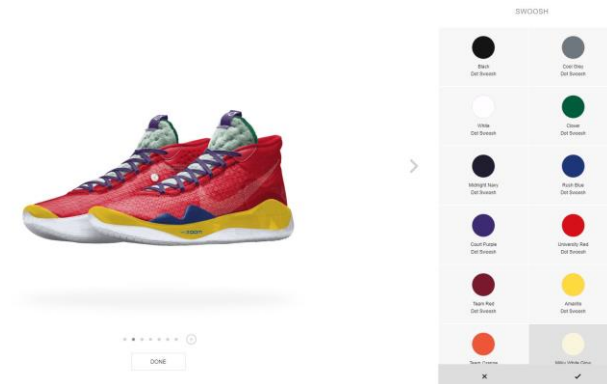 SWOOSH
Black
Dot Swoosh
Cool Grey
Dot Swoosh
White
Dot Swoosh
Clover
Dot Swoosh
Midnight Navy
Dot Swoosh
Rush Blue
Dot Swoosh
Court Purple
Dot Swoosh
University Red
Dot Swoosh
Team Red
Dot Swoosh
Amarillo
Dot Swoosh
Team Orange
DONE